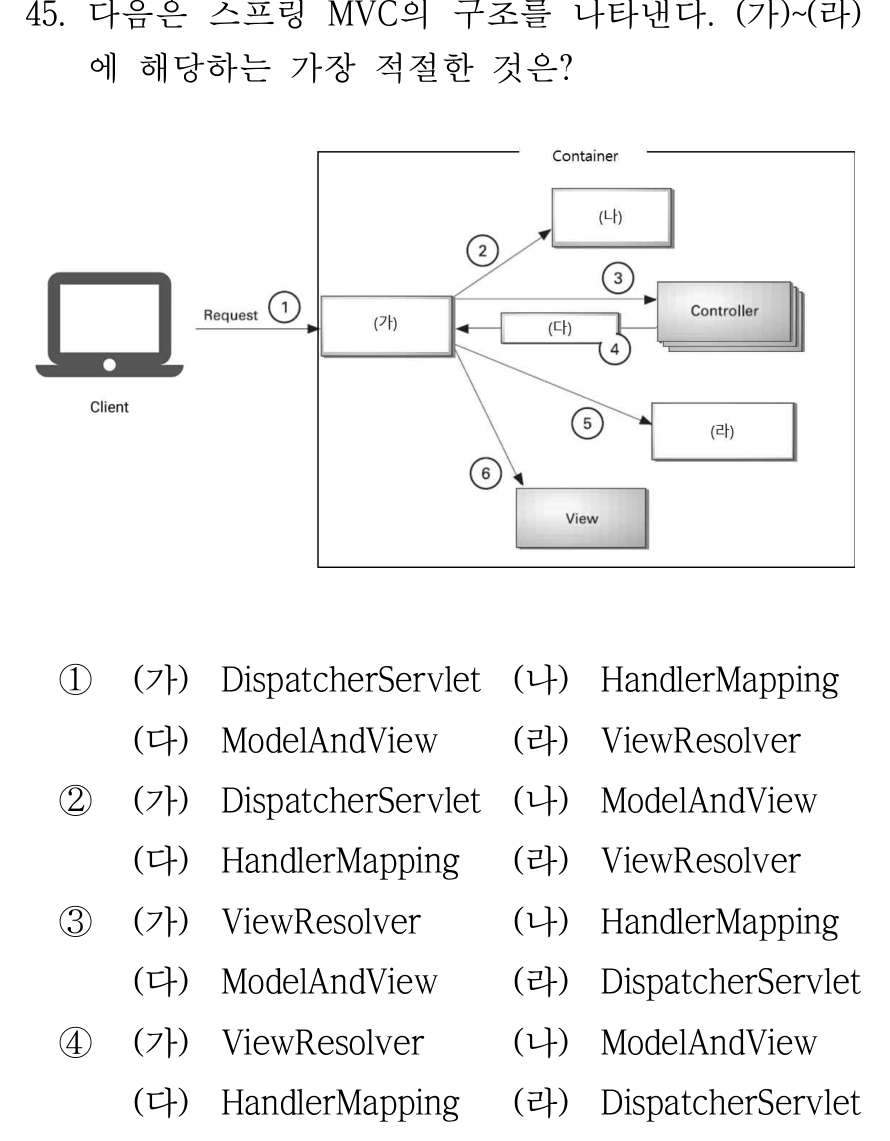 45. 다음은 스프링 MVC의 구조를 나타낸다. (가)~(라)
에 해당하는 가장 적절한 것은?
Container
(나)
2
3
Request 1
(가)
(다)
Controller
4
Client
5
(라)
6
View
① (가) DispatcherServlet (나) HandlerMapping
(다) ModelAndView (라) ViewResolver
② (가) DispatcherServlet (나) ModelAndView
(다) HandlerMapping (라) ViewResolver
③ (가) ViewResolver (나) HandlerMapping
(다) ModelAndView (라) DispatcherServlet
④ (가) ViewResolver (나) ModelAndView
(다) HandlerMapping (라) DispatcherServlet